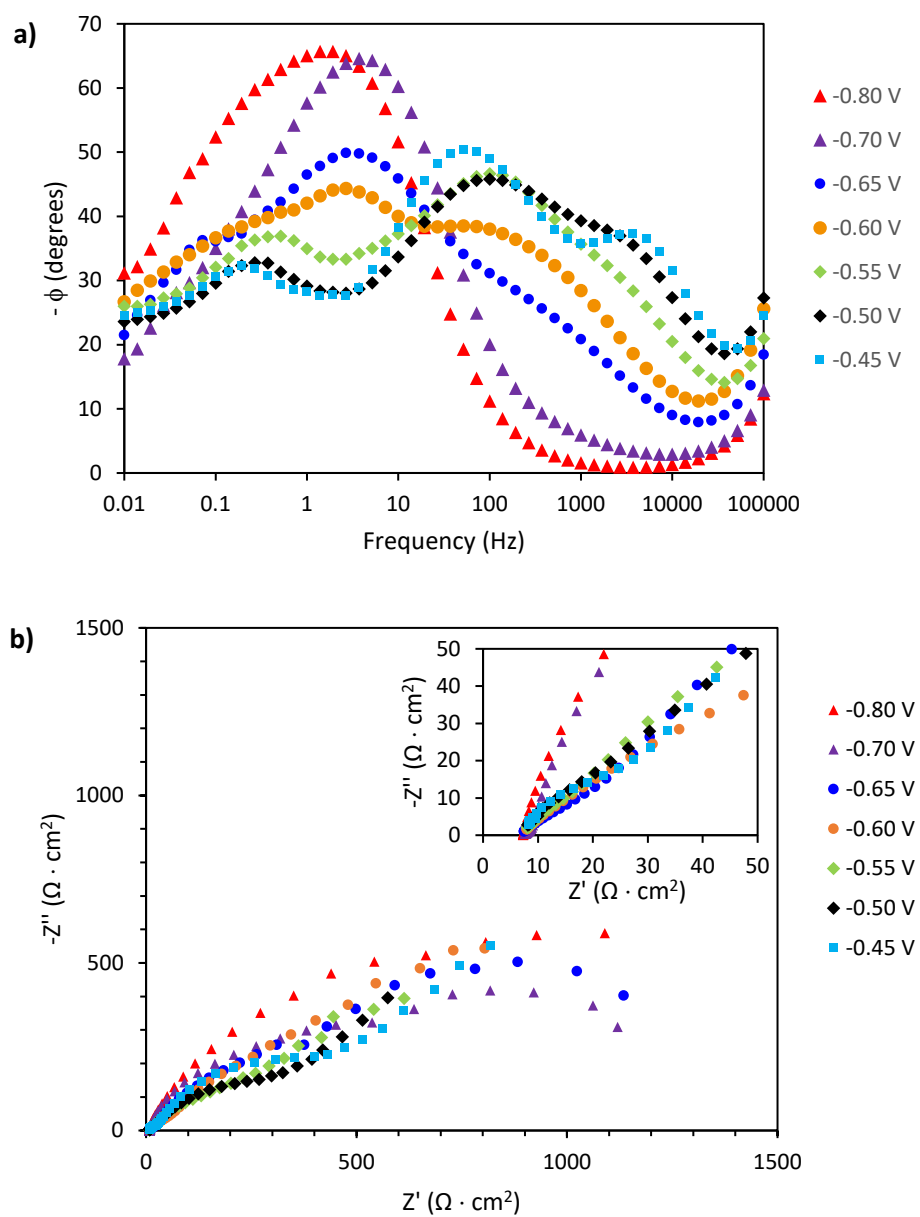 a)
70
60
50
40
30
20
10
0
- ϕ (degrees)
0.01 0.1 1 10 100 1000 10000 100000
Frequency (Hz)
-0.80 V
-0.70 V
-0.65 V
-0.60 V
-0.55 V
-0.50 V
-0.45 V
b)
1500
1000
500
0
-Z'' (Ω · cm²)
0 500 1000 1500
Z' (Ω · cm²)
50
40
30
20
10
0
-Z'' (Ω · cm²)
0 10 20 30 40 50
Z' (Ω · cm²)
-0.80 V
-0.70 V
-0.65 V
-0.60 V
-0.55 V
-0.50 V
-0.45 V